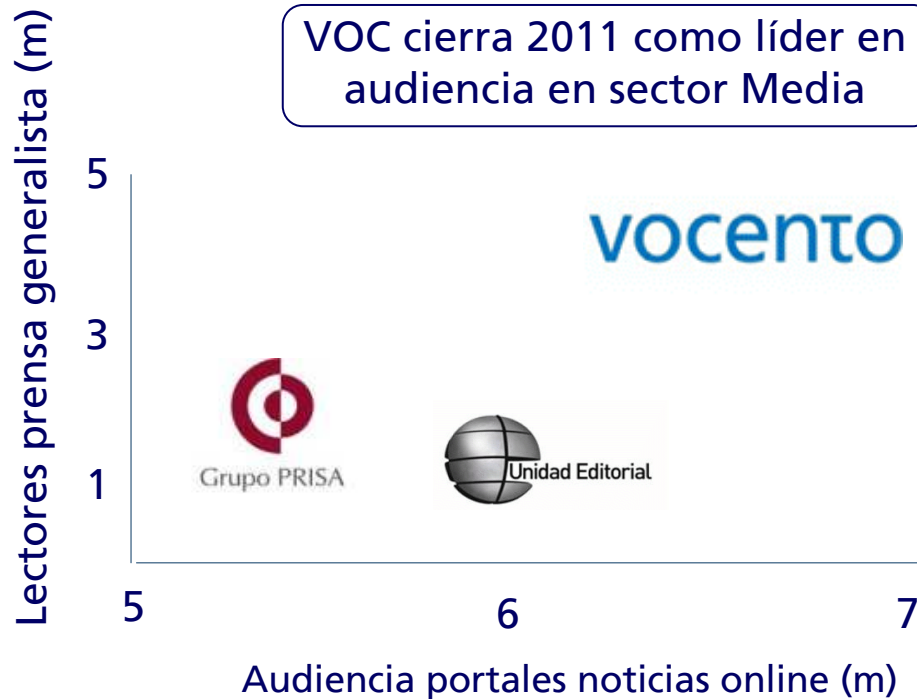 VOC cierra 2011 como líder en
audiencia en sector Media
Lectores prensa generalista (m)
5
3
1
vocento
Grupo PRISA
Unidad Editorial
5
6
7
Audiencia portales noticias online (m)